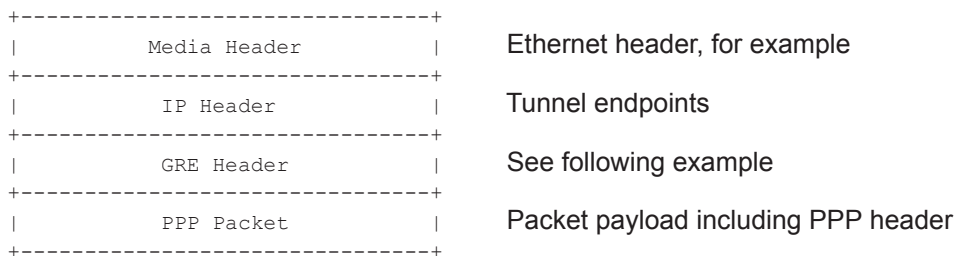 +--------------------------------+
| Media Header | Ethernet header, for example
+--------------------------------+
| IP Header | Tunnel endpoints
+--------------------------------+
| GRE Header | See following example
+--------------------------------+
| PPP Packet | Packet payload including PPP header
+--------------------------------+